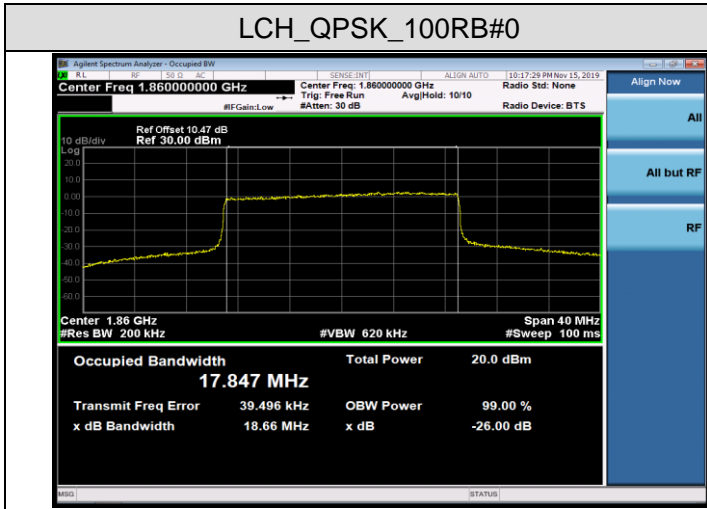 LCH_QPSK_100RB#0
Agilent Spectrum Analyzer - Occupied BW
RL RF 50 Ω AC SENSE:INT ALIGN AUTO 10:17:29 PM Nov 15, 2019
Center Freq 1.860000000 GHz Center Freq: 1.860000000 GHz Radio Std: None
Trig: Free Run Avg|Hold: 10/10
#IFGain:Low #Atten: 30 dB Radio Device: BTS
Align Now
All
All but RF
RF
Ref Offset 10.47 dB
10 dB/div Ref 30.00 dBm
Log
20.0
10.0
0.00
-10.0
-20.0
-30.0
-40.0
-50.0
-60.0
Center 1.86 GHz Span 40 MHz
#Res BW 200 kHz #VBW 620 kHz #Sweep 100 ms
Occupied Bandwidth Total Power 20.0 dBm
17.847 MHz
Transmit Freq Error 39.496 kHz OBW Power 99.00 %
x dB Bandwidth 18.66 MHz x dB -26.00 dB
MSG STATUS